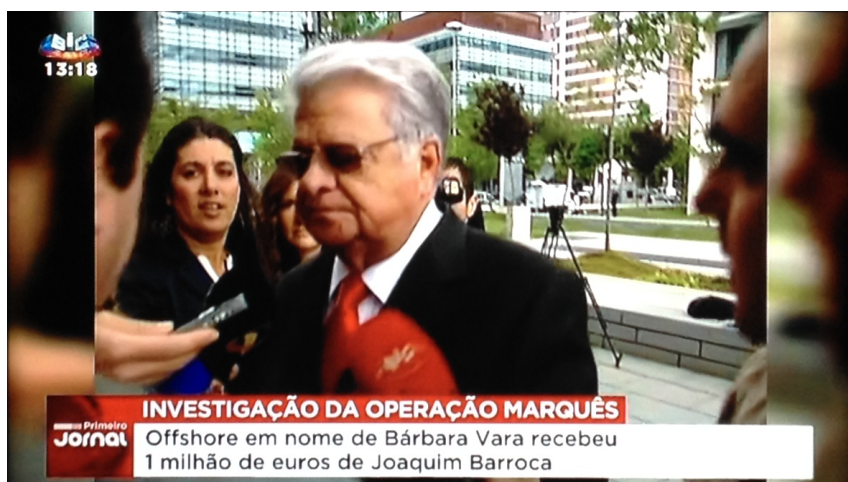 SIC
13:18
SIC
INVESTIGAÇÃO DA OPERAÇÃO MARQUÊS
Primeiro
Jornal
Offshore em nome de Bárbara Vara recebeu
1 milhão de euros de Joaquim Barroca